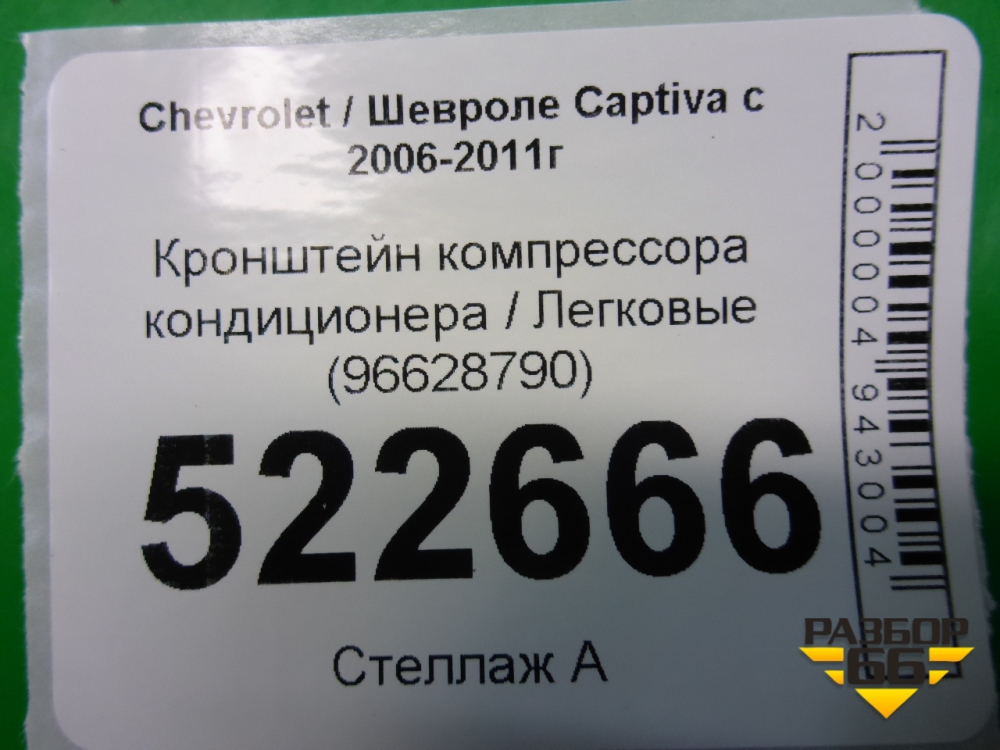 Chevrolet / Шевроле Captiva с
2006-2011г
Кронштейн компрессора
кондиционера / Легковые
(96628790)
522666
Стеллаж А
2000004943004
РАЗБОР
66